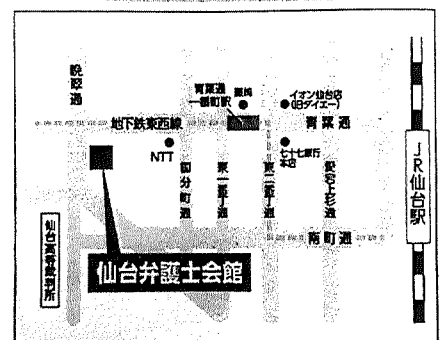 晩翠通
青葉通
一番町駅
藤崎
イオン仙台店
(旧ダイエー)
地下鉄東西線
青葉通
NTT
七十七銀行
本店
国分町通
東一番丁通
東二番丁通
愛宕上杉通
JR仙台駅
南町通
仙台高等裁判所
仙台弁護士会館